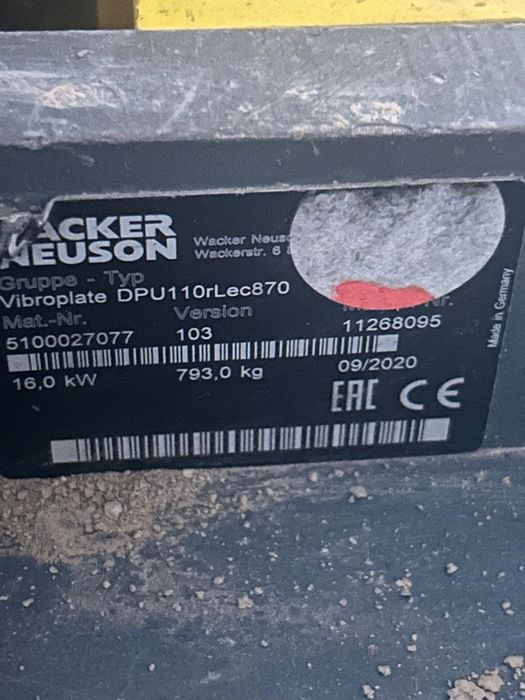 WACKER
NEUSON
Wacker Neus
Wackerstr. 6
Gruppe - Typ
Vibroplate DPU110rLec870
Mat.-Nr. Version Nr.
5100027077 103 11268095
16,0 kW 793,0 kg 09/2020
EAC CE
Made in Germany